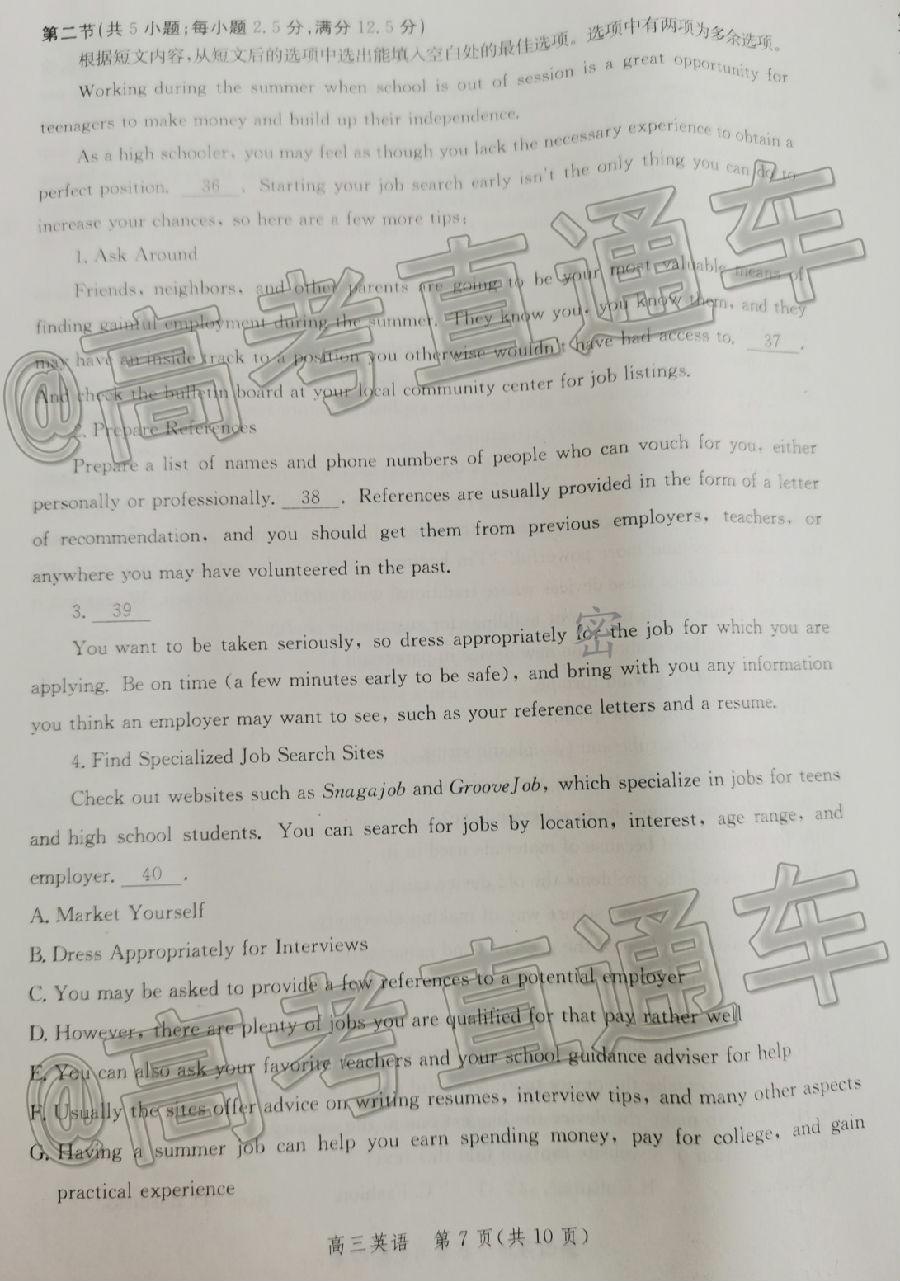 第二节(共 5 小题;每小题 2.5 分,满分 12.5 分)
根据短文内容,从短文后的选项中选出能填入空白处的最佳选项。选项中有两项为多余选项。
Working during the summer when school is out of session is a great opportunity for
teenagers to make money and build up their independence.
As a high schooler, you may feel as though you lack the necessary experience to obtain a
perfect position. 36 . Starting your job search early isn't the only thing you can do to
increase your chances, so here are a few more tips:
1. Ask Around
Friends, neighbors, and other parents are going to be your most valuable means of
finding gainful employment during the summer. They know you, you know them, and they
may have an inside track to a position you otherwise wouldn't have had access to. 37 .
And check the bulletin board at your local community center for job listings.
2. Prepare References
Prepare a list of names and phone numbers of people who can vouch for you, either
personally or professionally. 38 . References are usually provided in the form of a letter
of recommendation, and you should get them from previous employers, teachers, or
anywhere you may have volunteered in the past.
3. 39
You want to be taken seriously, so dress appropriately for the job for which you are
applying. Be on time (a few minutes early to be safe), and bring with you any information
you think an employer may want to see, such as your reference letters and a resume.
4. Find Specialized Job Search Sites
Check out websites such as Snagajob and GrooveJob, which specialize in jobs for teens
and high school students. You can search for jobs by location, interest, age range, and
employer. 40 .
A. Market Yourself
B. Dress Appropriately for Interviews
C. You may be asked to provide a few references to a potential employer
D. However, there are plenty of jobs you are qualified for that pay rather well
E. You can also ask your favorite teachers and your school guidance adviser for help
F. Usually the sites offer advice on writing resumes, interview tips, and many other aspects
G. Having a summer job can help you earn spending money, pay for college, and gain
practical experience
高三英语 第 7 页(共 10 页)
@高考直通车
密
@高考直通车